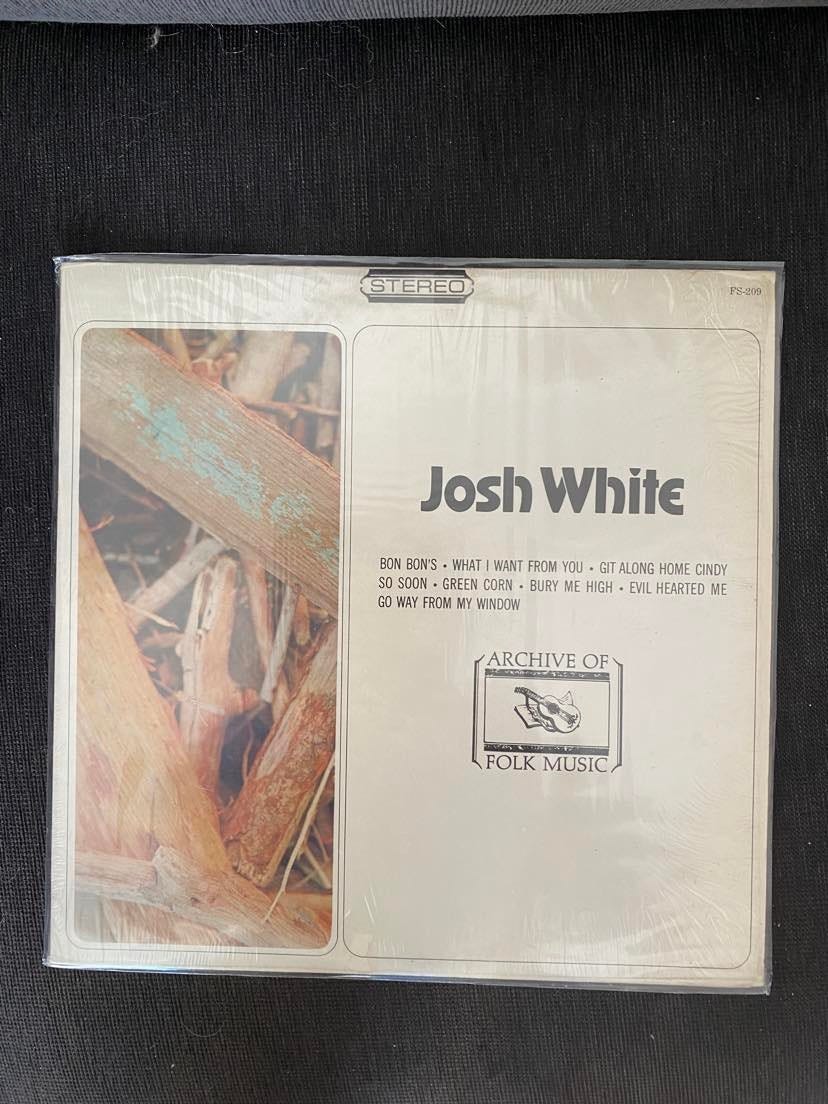 STEREO
FS-209
Josh White
BON BON'S • WHAT I WANT FROM YOU • GIT ALONG HOME CINDY
SO SOON • GREEN CORN • BURY ME HIGH • EVIL HEARTED ME
GO WAY FROM MY WINDOW
ARCHIVE OF
FOLK MUSIC